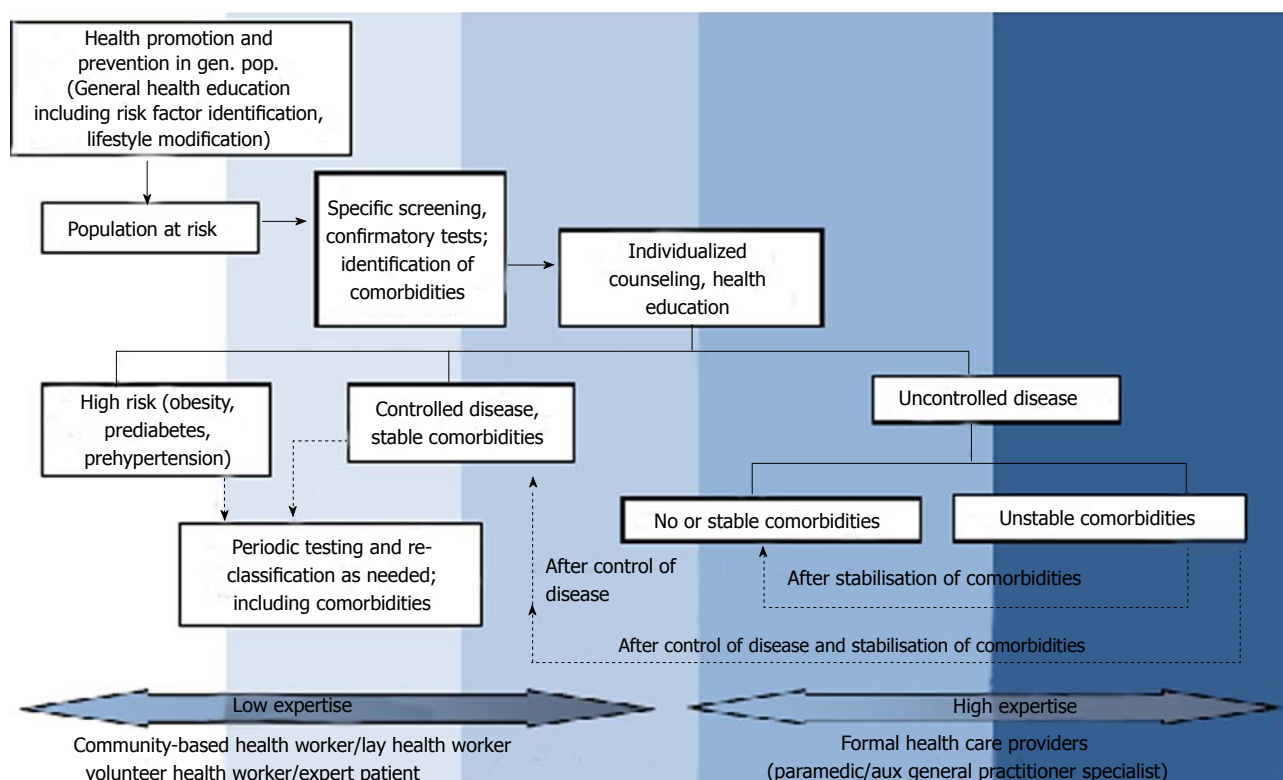 Health promotion and
prevention in gen. pop.
(General health education
including risk factor identification,
lifestyle modification)
Population at risk
Specific screening,
confirmatory tests;
identification of
comorbidities
Individualized
counseling, health
education
High risk (obesity,
prediabetes,
prehypertension)
Controlled disease,
stable comorbidities
Uncontrolled disease
No or stable comorbidities
Unstable comorbidities
Periodic testing and re-
classification as needed;
including comorbidities
After control of
disease
After stabilisation of comorbidities
After control of disease and stabilisation of comorbidities
Low expertise
High expertise
Community-based health worker/lay health worker
volunteer health worker/expert patient
Formal health care providers
(paramedic/aux general practitioner specialist)